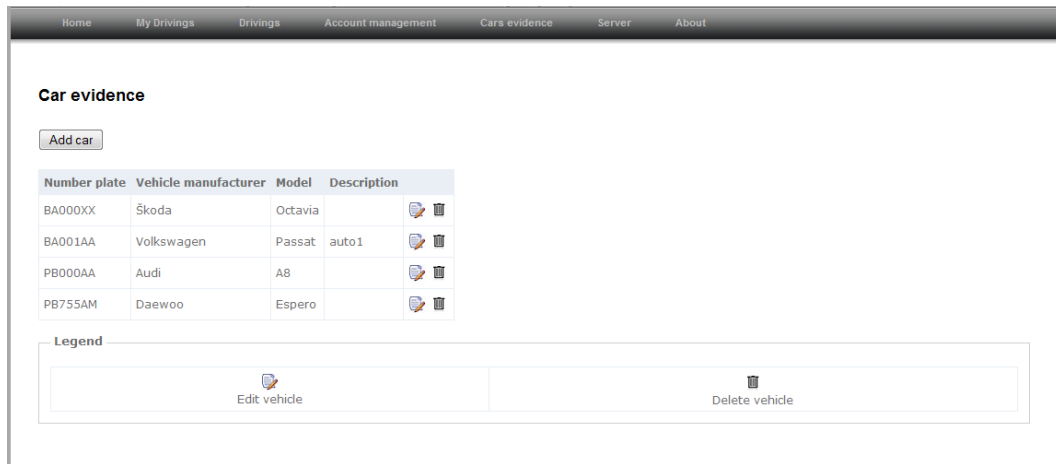 Home My Drivings Drivings Account management Cars evidence Server About
Car evidence
Add car
Number plate Vehicle manufacturer Model Description
BA000XX Škoda Octavia
BA001AA Volkswagen Passat auto1
PB000AA Audi A8
PB755AM Daewoo Espero
Legend
Edit vehicle Delete vehicle